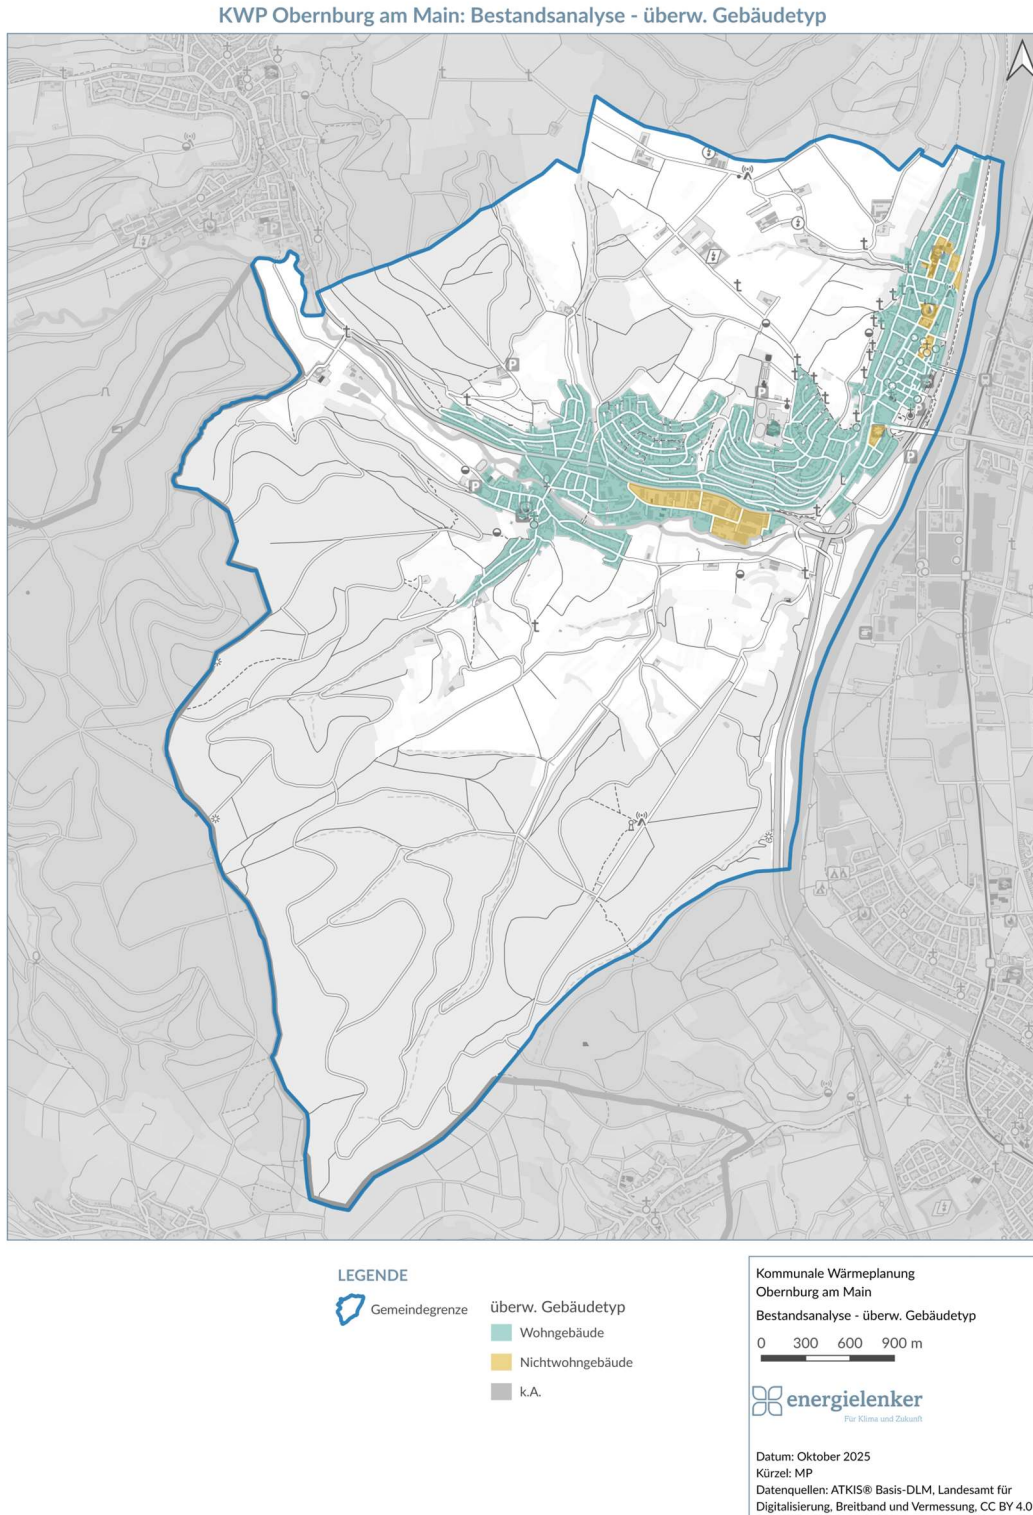 KWP Obernburg am Main: Bestandsanalyse - überw. Gebäudetyp
LEGENDE
Gemeindegrenze
überw. Gebäudetyp
Wohngebäude
Nichtwohngebäude
k.A.
Kommunale Wärmeplanung
Obernburg am Main
Bestandsanalyse - überw. Gebäudetyp
0 300 600 900 m
energielenker
Für Klima und Zukunft
Datum: Oktober 2025
Kürzel: MP
Datenquellen: ATKIS® Basis-DLM, Landesamt für
Digitalisierung, Breitband und Vermessung, CC BY 4.0
P
P
P
P
P